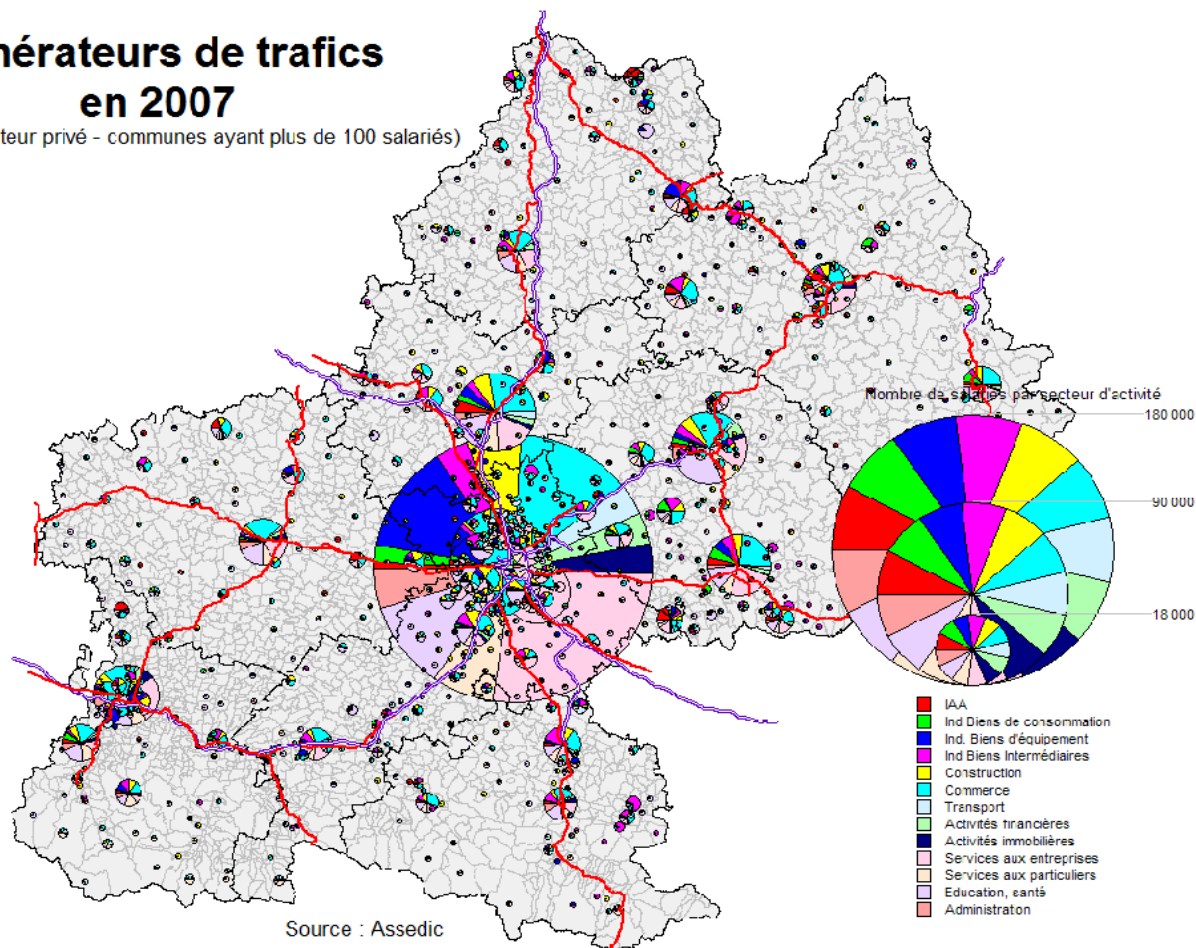 nérateurs de trafics
en 2007
teur privé - communes ayant plus de 100 salariés)
Nombre de salariés par secteur d'activité
180 000
90 000
18 000
IAA
Ind Biens de consommation
Ind. Biens d'équipement
Ind Biens Intermédiaires
Construction
Commerce
Transport
Activités financières
Activités immobilières
Services aux entreprises
Services aux particuliers
Education, santé
Administration
Source : Assedic